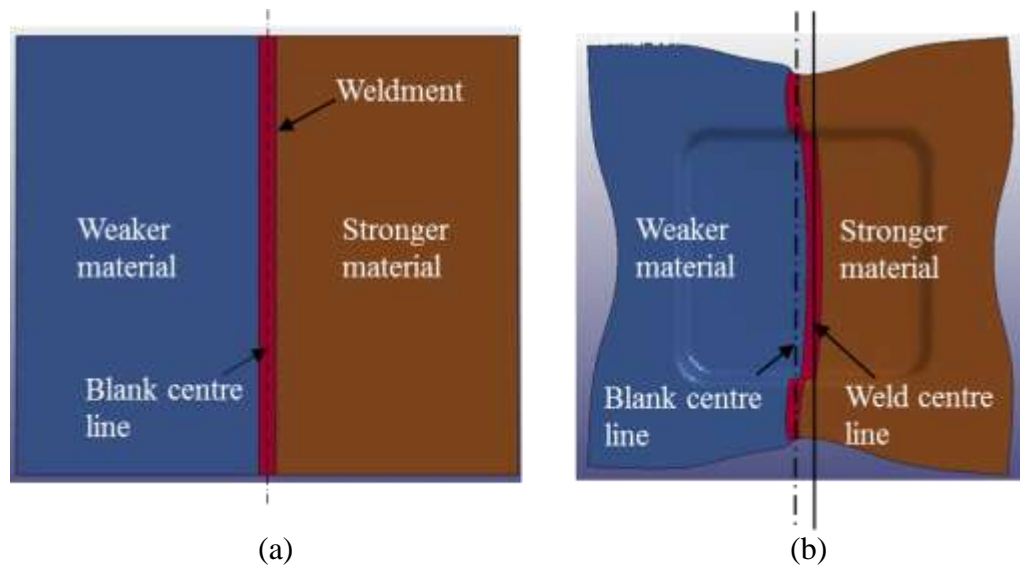 Weldment
Weaker
material
Stronger
material
Blank centre
line
(a)
Weaker
material
Stronger
material
Blank centre
line
Weld centre
line
(b)